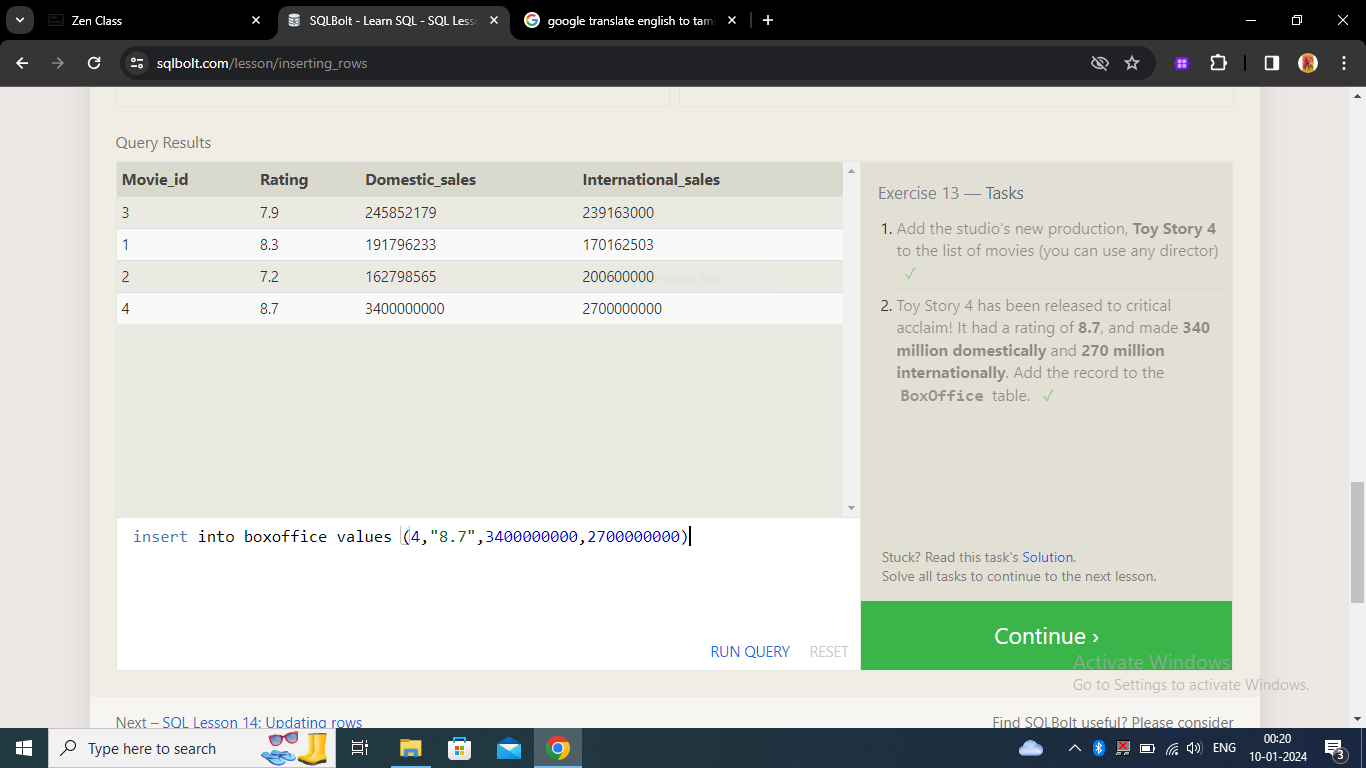 Zen Class
SQLBolt - Learn SQL - SQL Less
google translate english to tam
sqlbolt.com/lesson/inserting_rows
Query Results
Movie_id Rating Domestic_sales International_sales
3 7.9 245852179 239163000
1 8.3 191796233 170162503
2 7.2 162798565 200600000
4 8.7 3400000000 2700000000
insert into boxoffice values (4,"8.7",3400000000,2700000000)
RUN QUERY RESET
Exercise 13 — Tasks
1. Add the studio's new production, Toy Story 4
to the list of movies (you can use any director)
✓
2. Toy Story 4 has been released to critical
acclaim! It had a rating of 8.7, and made 340
million domestically and 270 million
internationally. Add the record to the
BoxOffice table. ✓
Stuck? Read this task's Solution.
Solve all tasks to continue to the next lesson.
Continue ›
Activate Windows
Go to Settings to activate Windows.
Next – SQL Lesson 14: Updating rows
Find SQLBolt useful? Please consider
Type here to search
ENG
00:20
10-01-2024
3